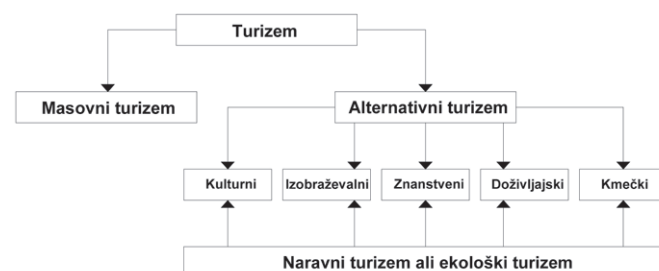 Turizem
Masovni turizem
Alternativni turizem
Kulturni
Izobraževalni
Znanstveni
Doživljajski
Kmečki
Naravni turizem ali ekološki turizem